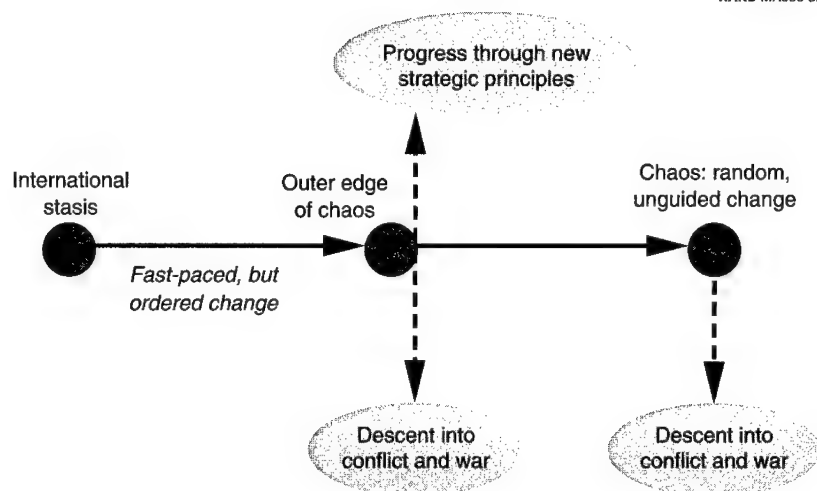 Progress through new
strategic principles
International
stasis
Outer edge
of chaos
Chaos: random,
unguided change
Fast-paced, but
ordered change
Descent into
conflict and war
Descent into
conflict and war